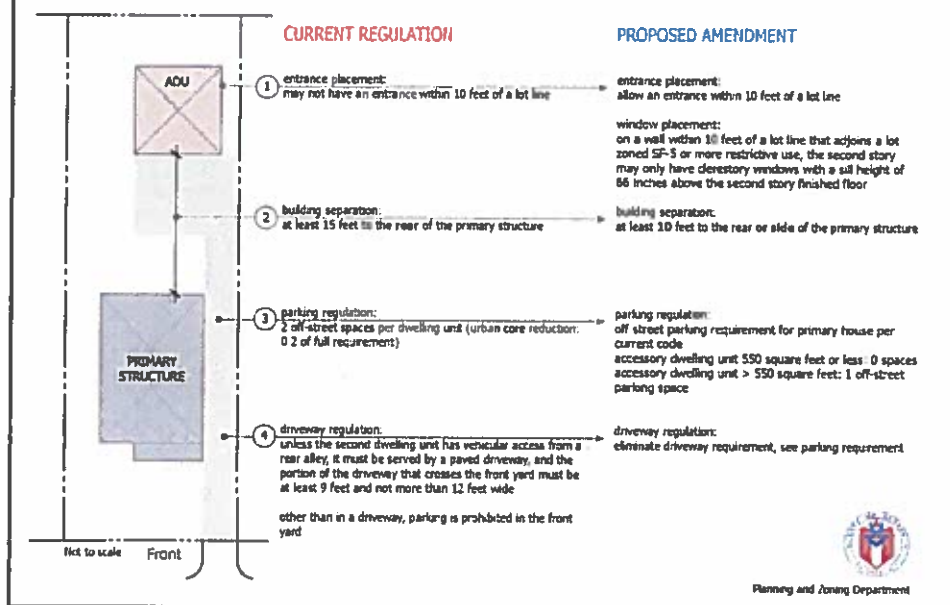 CURRENT REGULATION
PROPOSED AMENDMENT
ADU
1
entrance placement:
may not have an entrance within 10 feet of a lot line
entrance placement:
allow an entrance within 10 feet of a lot line
window placement:
on a wall within 10 feet of a lot line that adjoins a lot
zoned SF-5 or more restrictive use, the second story
may only have clerestory windows with a sill height of
66 inches above the second story finished floor
2
building separation:
at least 15 feet to the rear of the primary structure
building separation:
at least 10 feet to the rear or side of the primary structure
3
parking regulation:
2 off-street spaces per dwelling unit (urban core reduction:
0 2 of full requirement)
parking regulation:
off street parking requirement for primary house per
current code
accessory dwelling unit 550 square feet or less 0 spaces
accessory dwelling unit > 550 square feet: 1 off-street
parking space
PRIMARY
STRUCTURE
4
driveway regulation:
unless the second dwelling unit has vehicular access from a
rear alley, it must be served by a paved driveway, and the
portion of the driveway that crosses the front yard must be
at least 9 feet and not more than 12 feet wide
other than in a driveway, parking is prohibited in the front
yard
driveway regulation:
eliminate driveway requirement, see parking requirement
Not to scale
Front
Planning and Zoning Department